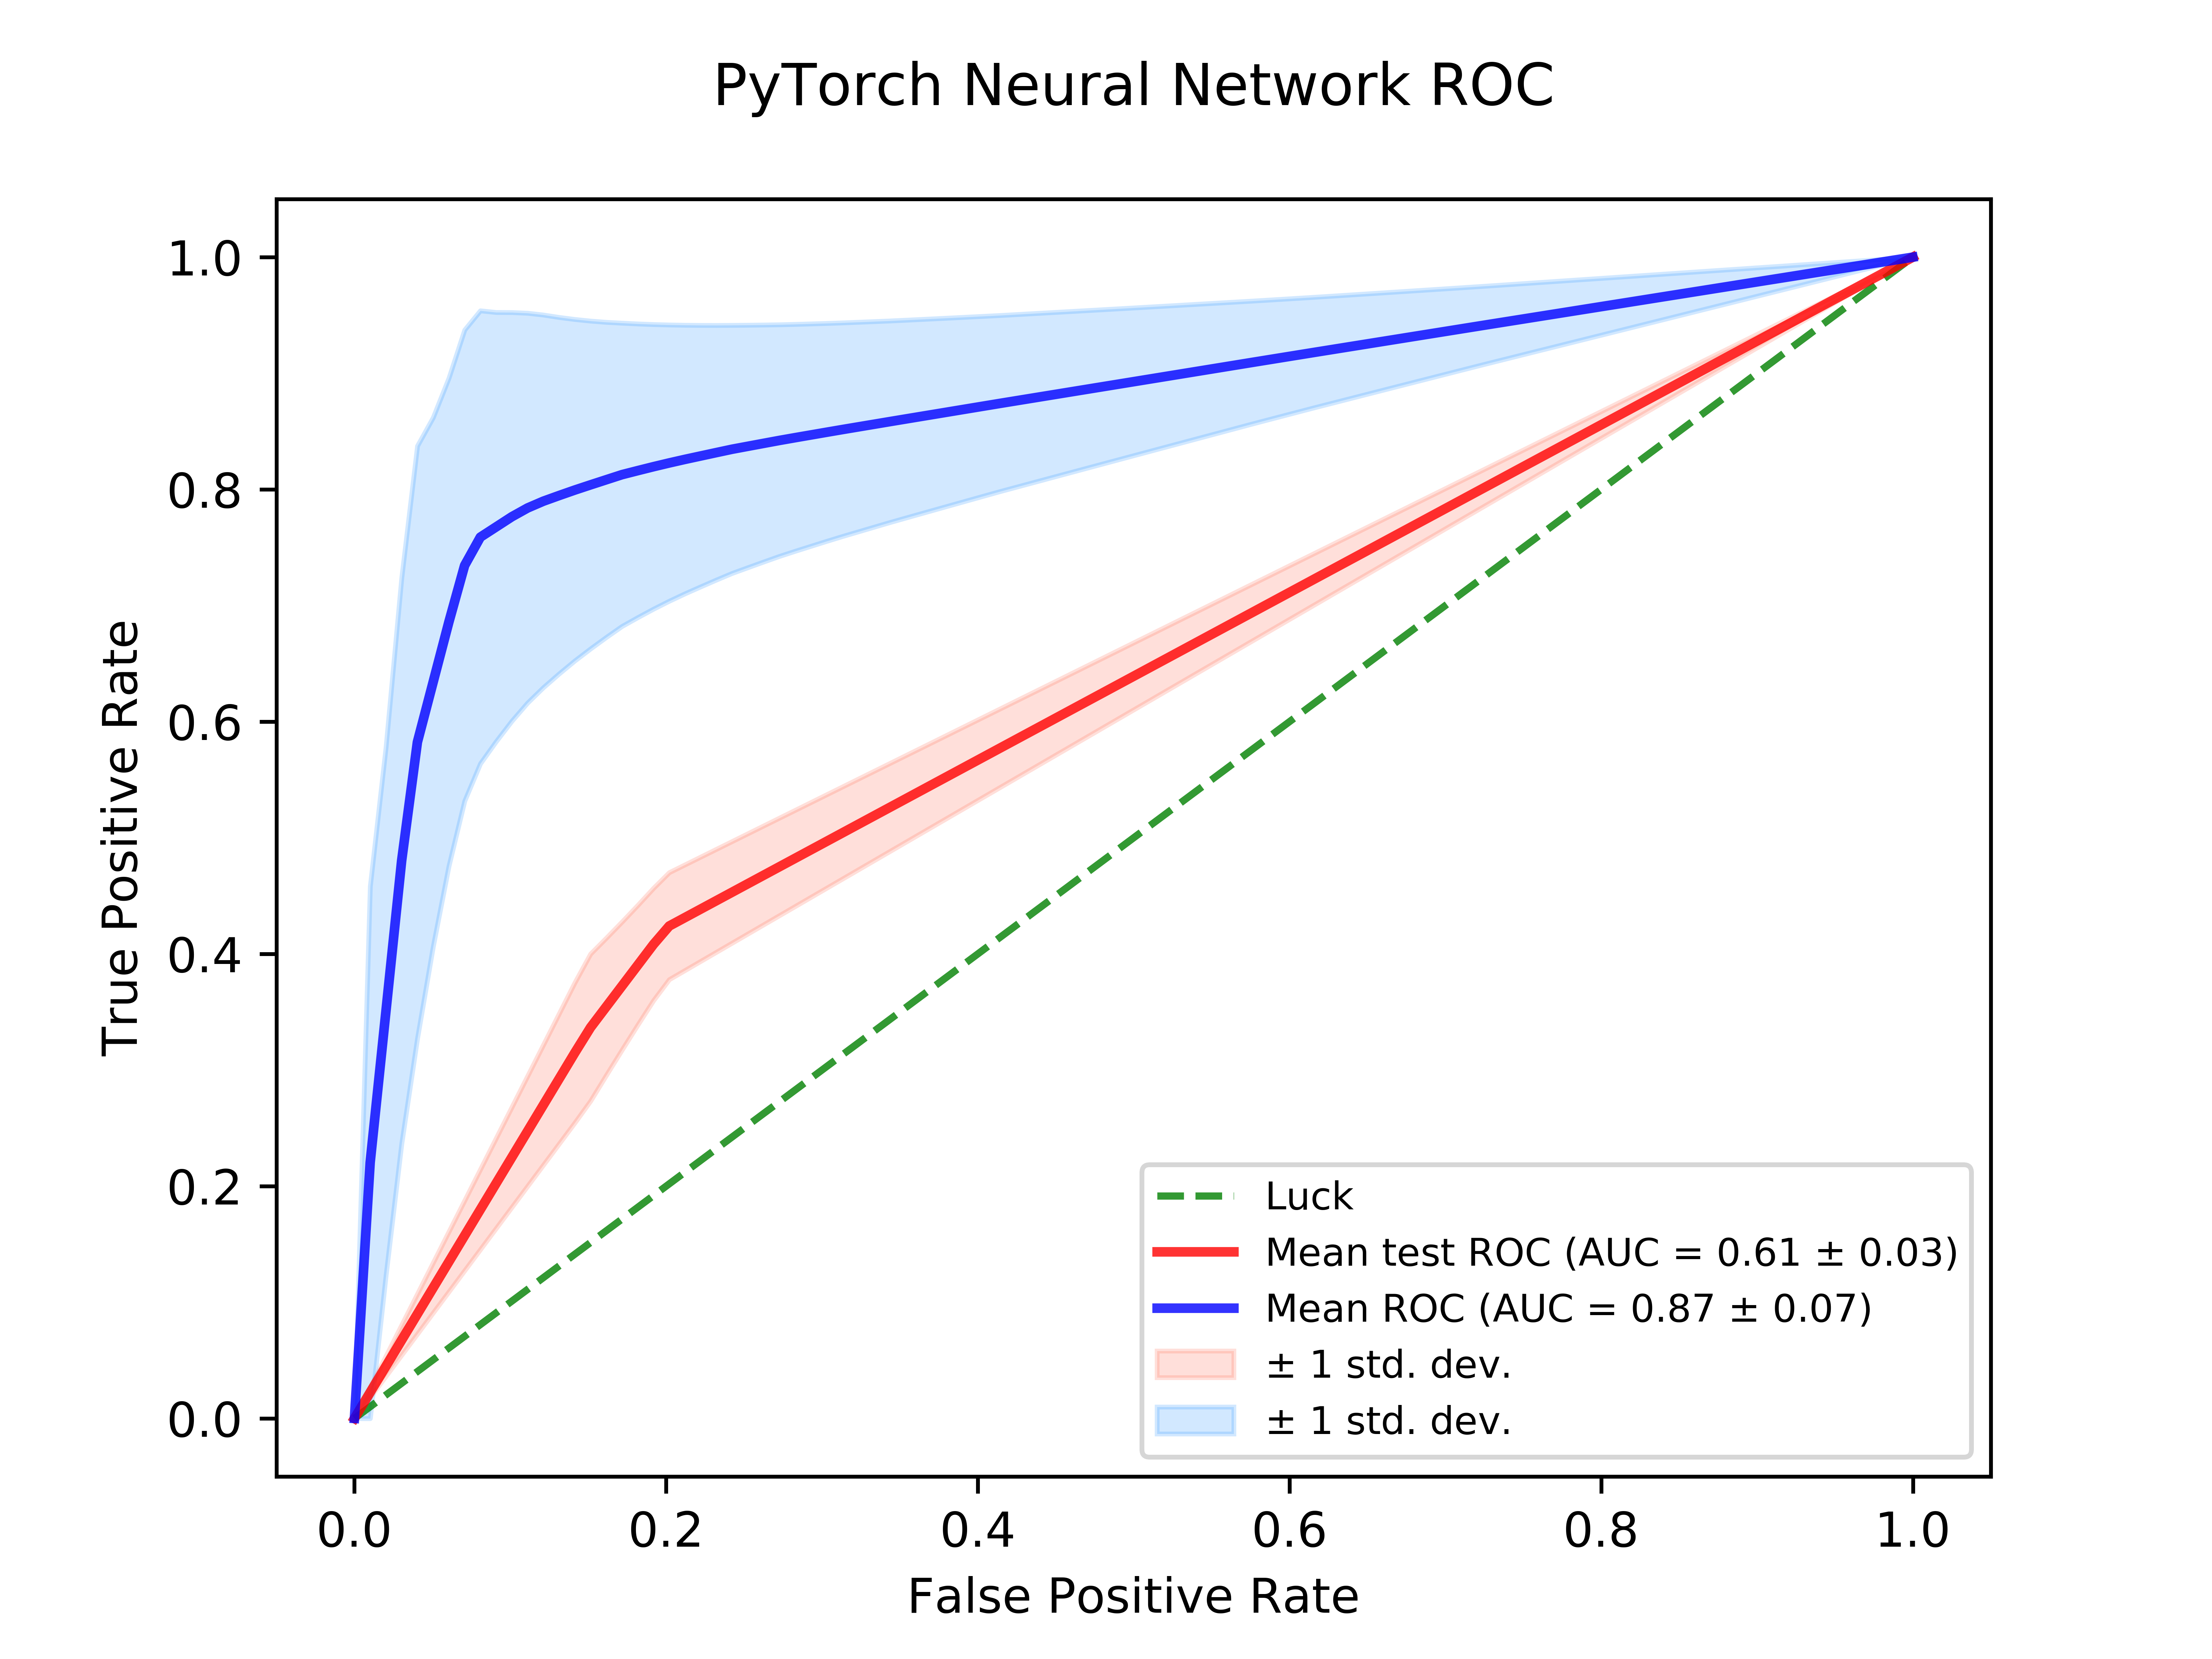 PyTorch Neural Network ROC
True Positive Rate
1.0
0.8
0.6
0.4
0.2
0.0
0.0 0.2 0.4 0.6 0.8 1.0
False Positive Rate
Luck
Mean test ROC (AUC = 0.61 ± 0.03)
Mean ROC (AUC = 0.87 ± 0.07)
± 1 std. dev.
± 1 std. dev.